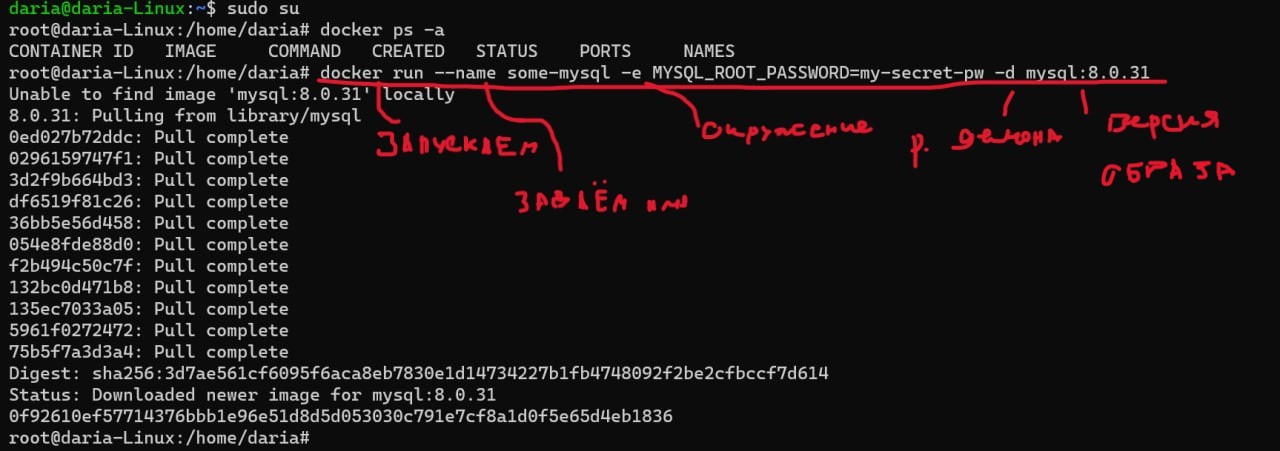 daria@daria-Linux:~$ sudo su
root@daria-Linux:/home/daria# docker ps -a
CONTAINER ID   IMAGE     COMMAND   CREATED   STATUS    PORTS     NAMES
root@daria-Linux:/home/daria# docker run --name some-mysql -e MYSQL_ROOT_PASSWORD=my-secret-pw -d mysql:8.0.31
Unable to find image 'mysql:8.0.31' locally
8.0.31: Pulling from library/mysql
0ed027b72ddc: Pull complete
0296159747f1: Pull complete
3d2f9b664bd3: Pull complete
df6519f81c26: Pull complete
36bb5e56d458: Pull complete
054e8fde88d0: Pull complete
f2b494c50c7f: Pull complete
132bc0d471b8: Pull complete
135ec7033a05: Pull complete
5961f0272472: Pull complete
75b5f7a3d3a4: Pull complete
Digest: sha256:3d7ae561cf6095f6aca8eb7830e1d14734227b1fb4748092f2be2cfbccf7d614
Status: Downloaded newer image for mysql:8.0.31
0f92610ef57714376bbb1e96e51d8d5d053030c791e7cf8a1d0f5e65d4eb1836
root@daria-Linux:/home/daria#
ЗАПУСКАЕМ
окружение
р. демона
версия
ОБРАЗА
имя